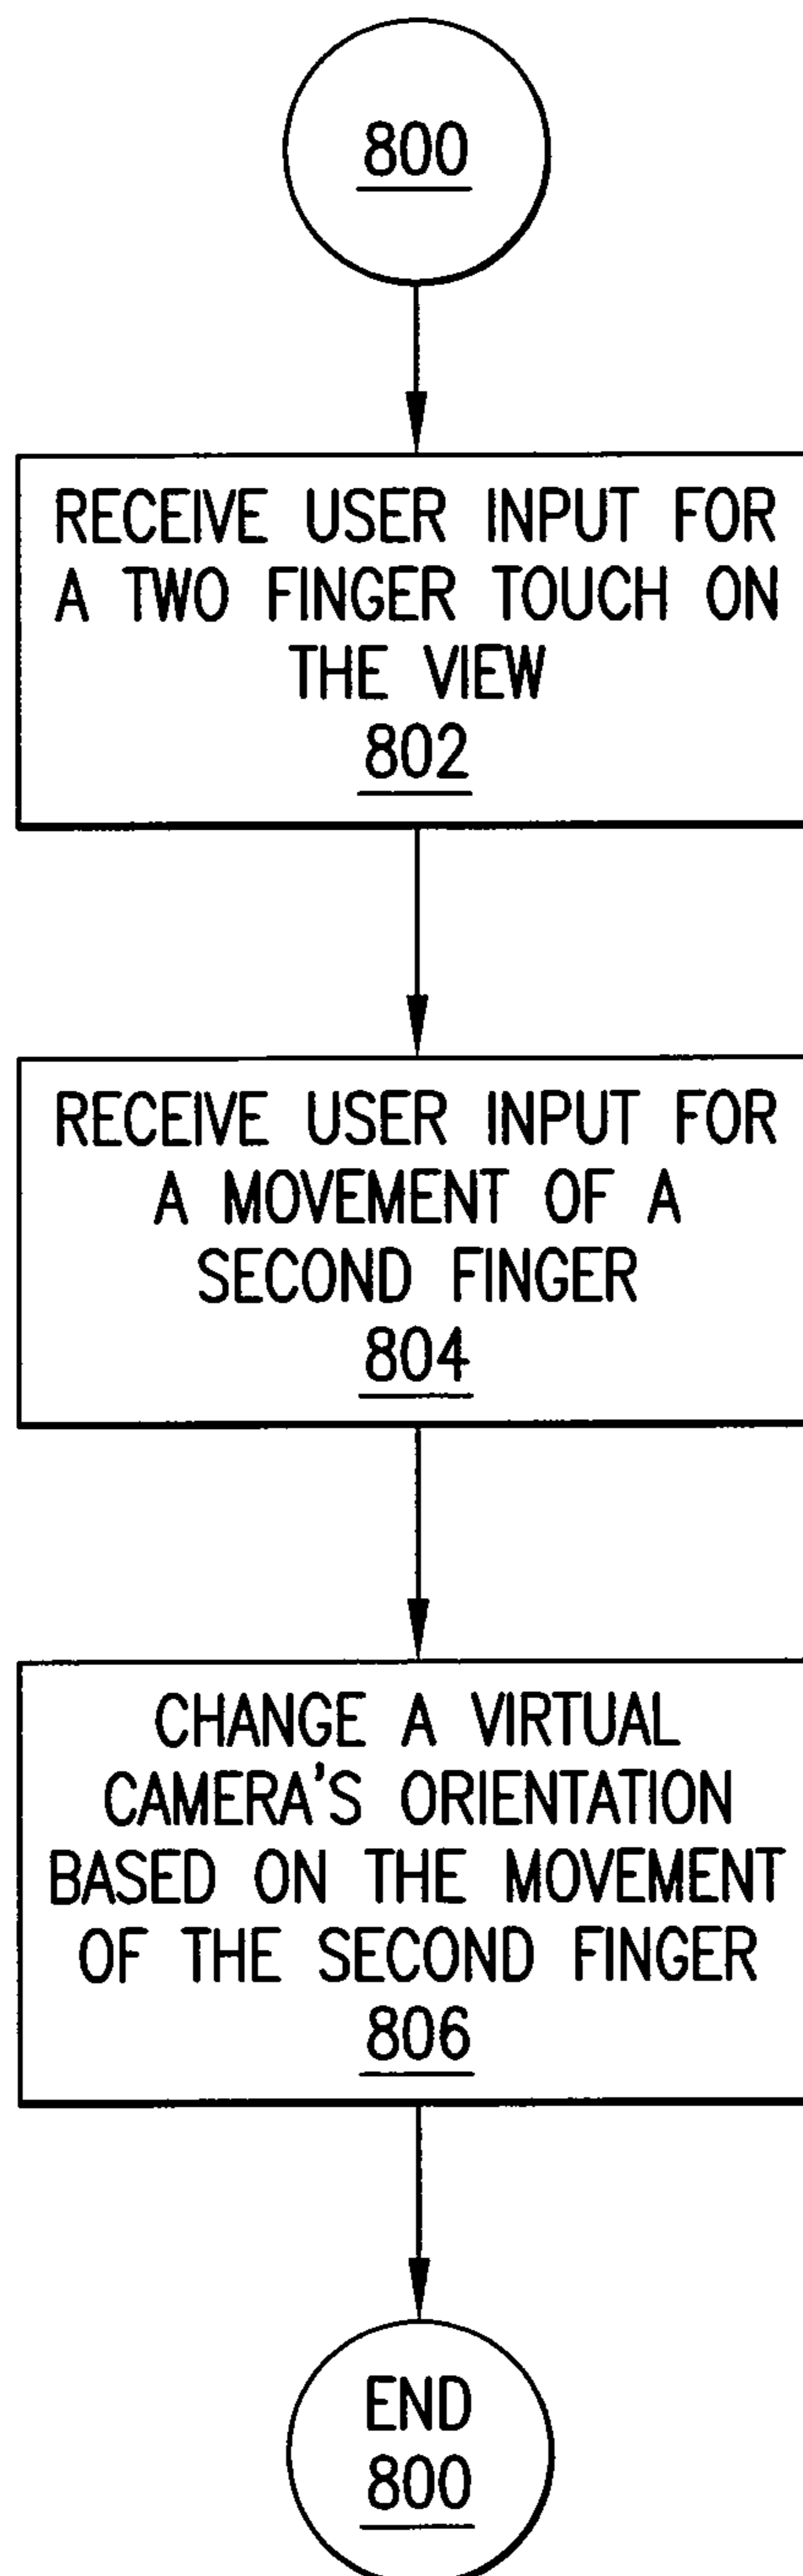 800
RECEIVE USER INPUT FOR
A TWO FINGER TOUCH ON
THE VIEW
802
RECEIVE USER INPUT FOR
A MOVEMENT OF A
SECOND FINGER
804
CHANGE A VIRTUAL
CAMERA'S ORIENTATION
BASED ON THE MOVEMENT
OF THE SECOND FINGER
806
END
800